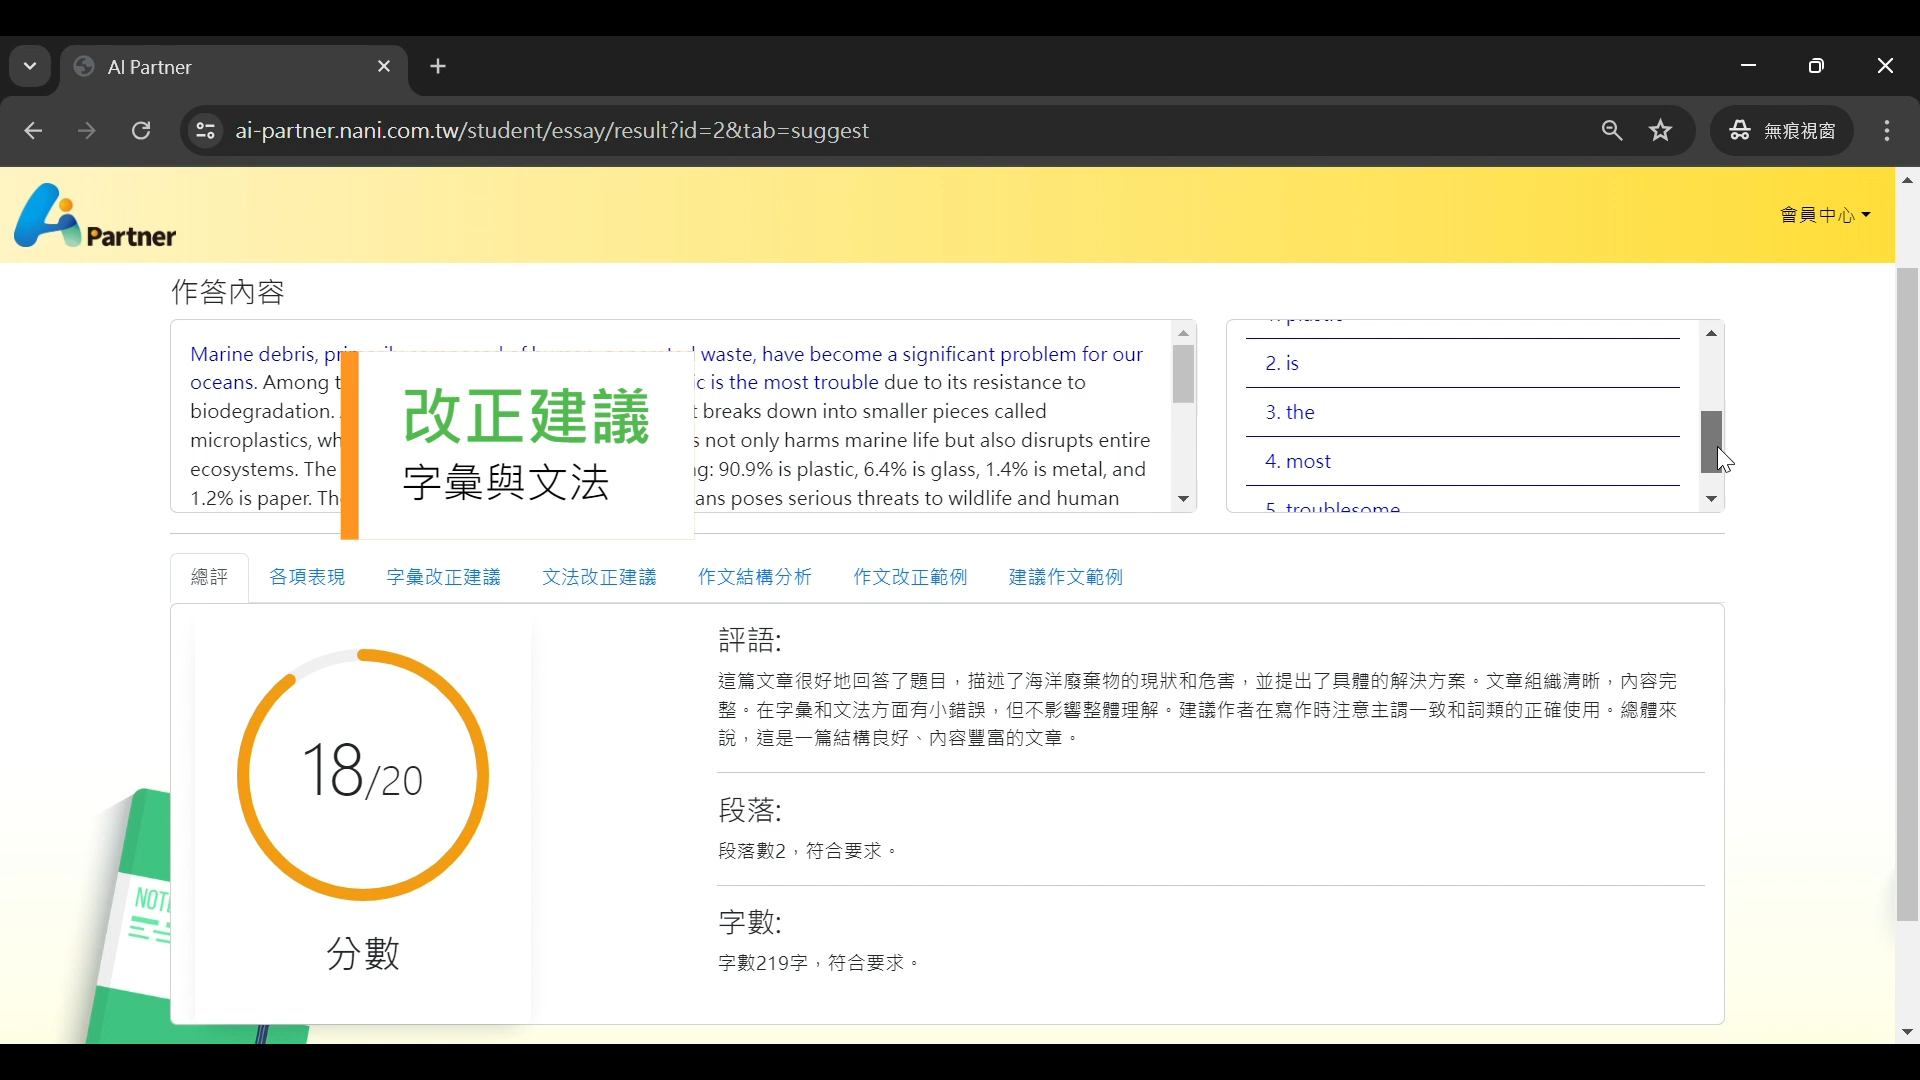 AI Partner
ai-partner.nani.com.tw/student/essay/result?id=2&tab=suggest
無痕視窗
Partner
會員中心
作答內容
Marine debris, waste, have become a significant problem for our
oceans. Among is the most trouble due to its resistance to
biodegradation. breaks down into smaller pieces called
microplastics, not only harms marine life but also disrupts entire
ecosystems. The 90.9% is plastic, 6.4% is glass, 1.4% is metal, and
1.2% is paper. poses serious threats to wildlife and human
改正建議
字彙與文法
2. is
3. the
4. most
5. troublesome
總評
各項表現
字彙改正建議
文法改正建議
作文結構分析
作文改正範例
建議作文範例
18/20
分數
評語:
這篇文章很好地回答了題目，描述了海洋廢棄物的現狀和危害，並提出了具體的解決方案。文章組織清晰，內容完
整。在字彙和文法方面有小錯誤，但不影響整體理解。建議作者在寫作時注意主謂一致和詞類的正確使用。總體來
說，這是一篇結構良好、內容豐富的文章。
段落:
段落數2，符合要求。
字數:
字數219字，符合要求。